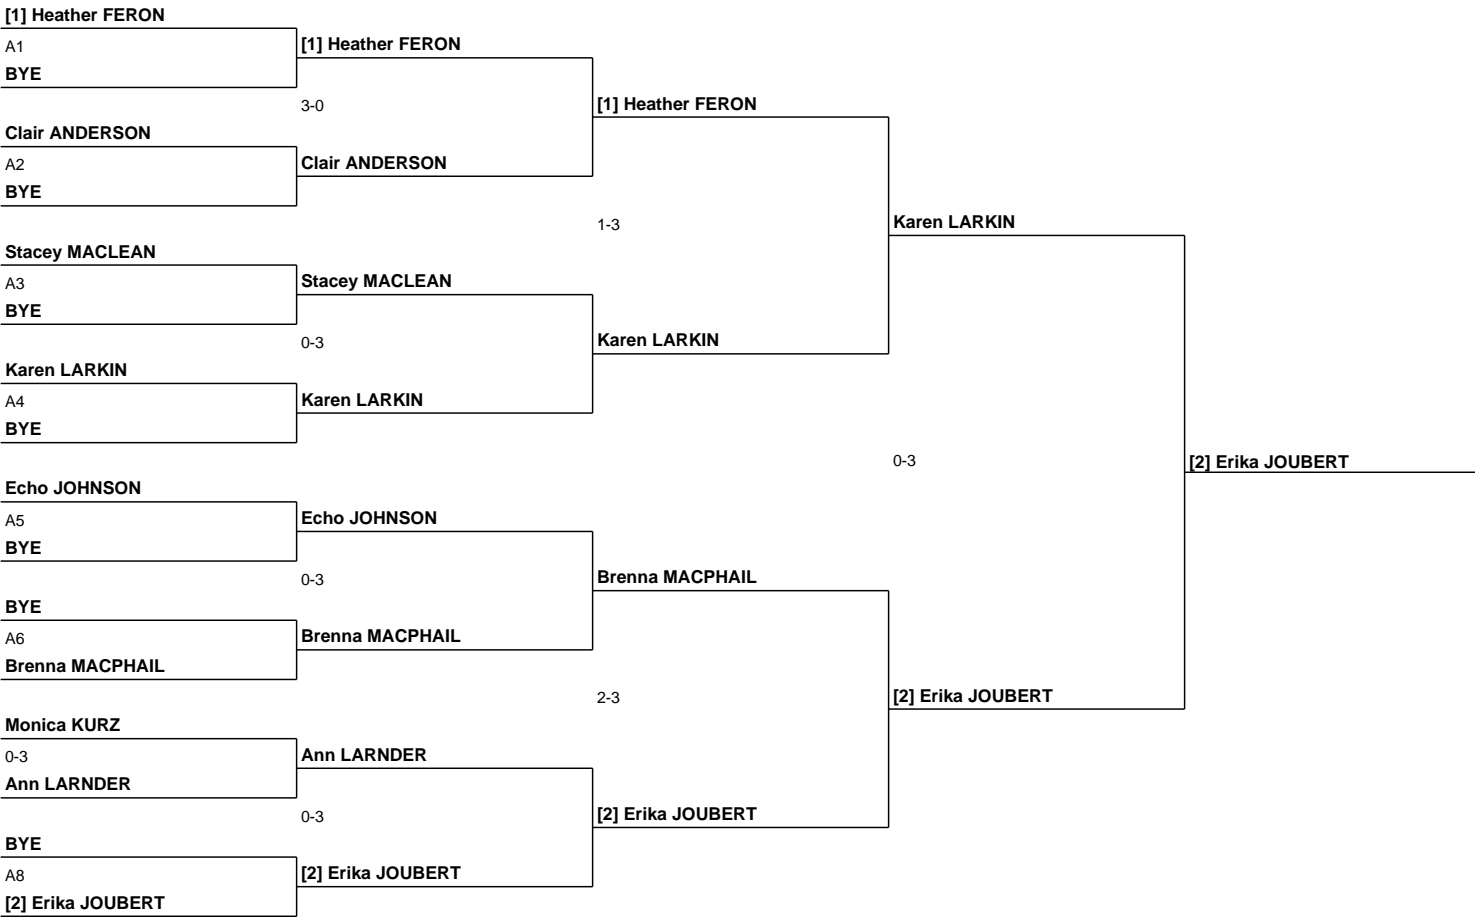 [1] Heather FERON
A1
BYE
[1] Heather FERON
3-0
Clair ANDERSON
A2
BYE
Clair ANDERSON
[1] Heather FERON
1-3
Stacey MACLEAN
A3
BYE
Stacey MACLEAN
0-3
Karen LARKIN
A4
BYE
Karen LARKIN
Karen LARKIN
Karen LARKIN
0-3
Echo JOHNSON
A5
BYE
Echo JOHNSON
0-3
BYE
A6
Brenna MACPHAIL
Brenna MACPHAIL
Brenna MACPHAIL
2-3
Monica KURZ
0-3
Ann LARNDER
Ann LARNDER
0-3
BYE
A8
[2] Erika JOUBERT
[2] Erika JOUBERT
[2] Erika JOUBERT
[2] Erika JOUBERT
[2] Erika JOUBERT